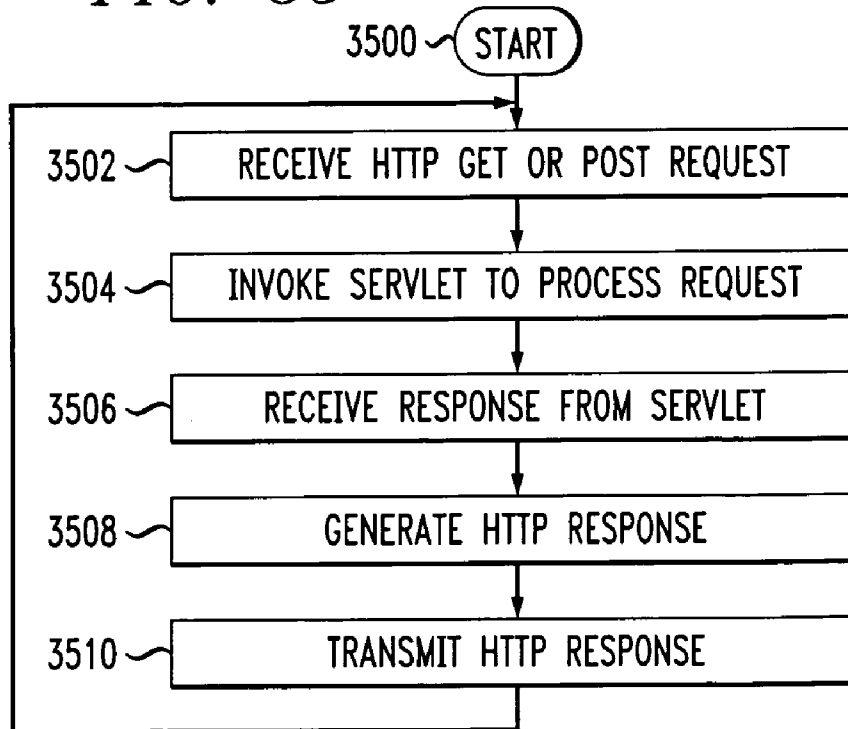 3500 START
3502 RECEIVE HTTP GET OR POST REQUEST
3504 INVOKE SERVLET TO PROCESS REQUEST
3506 RECEIVE RESPONSE FROM SERVLET
3508 GENERATE HTTP RESPONSE
3510 TRANSMIT HTTP RESPONSE